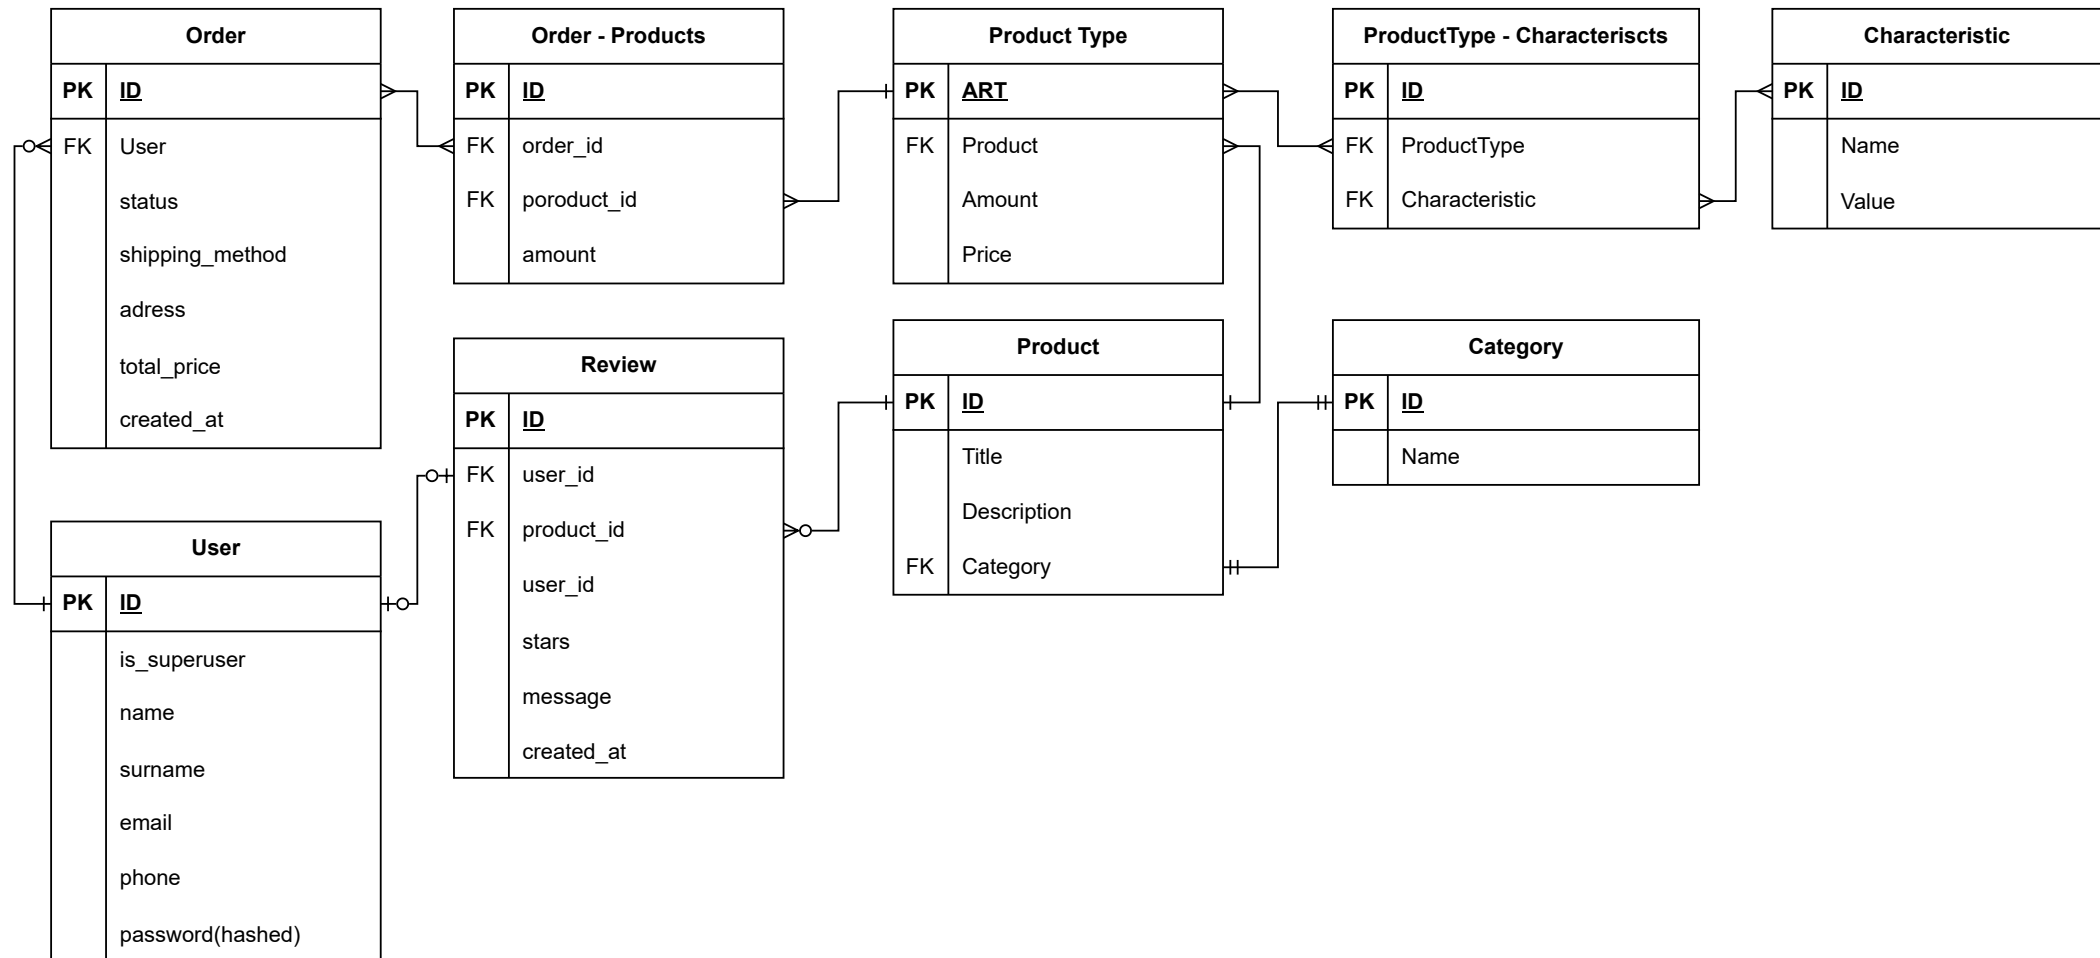 Order
PK ID
FK User
status
shipping_method
adress
total_price
created_at
Order - Products
PK ID
FK order_id
FK poroduct_id
amount
Product Type
PK ART
FK Product
Amount
Price
ProductType - Characteriscts
PK ID
FK ProductType
FK Characteristic
Characteristic
PK ID
Name
Value
Review
PK ID
FK user_id
FK product_id
user_id
stars
message
created_at
Product
PK ID
Title
Description
FK Category
Category
PK ID
Name
User
PK ID
is_superuser
name
surname
email
phone
password(hashed)